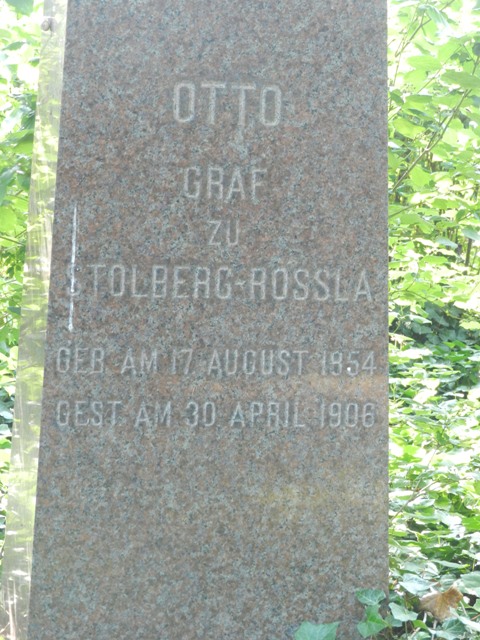 OTTO
GRAF
ZU
STOLBERG-ROSSLA
GEB AM 17 AUGUST 1854
GEST AM 30 APRIL 1906